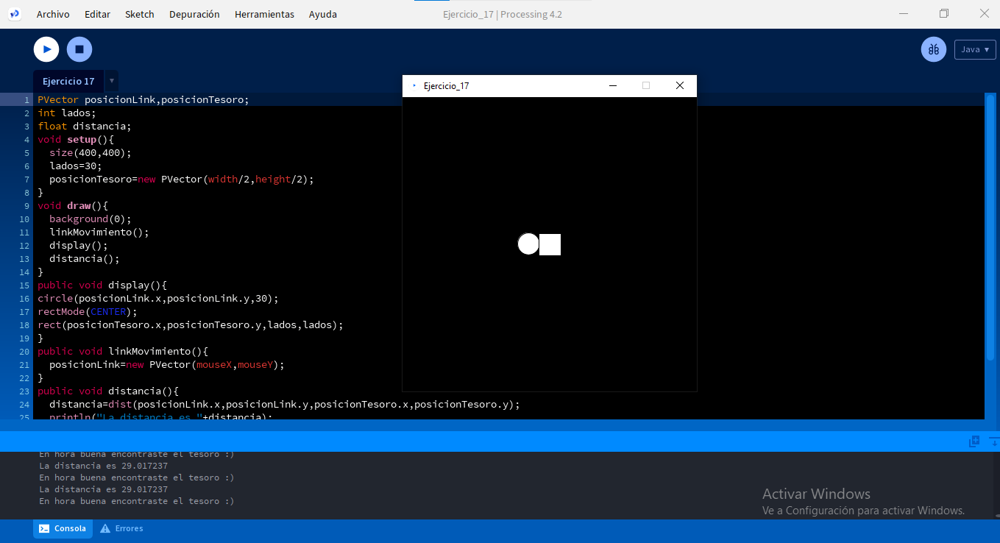 Archivo Editar Sketch Depuración Herramientas Ayuda Ejercicio_17 | Processing 4.2
Java ▾
Ejercicio 17 ▾
Ejercicio_17
1 PVector posicionLink,posicionTesoro;
2 int lados;
3 float distancia;
4 void setup(){
5   size(400,400);
6   lados=30;
7   posicionTesoro=new PVector(width/2,height/2);
8 }
9 void draw(){
10   background(0);
11   linkMovimiento();
12   display();
13   distancia();
14 }
15 public void display(){
16 circle(posicionLink.x,posicionLink.y,30);
17 rectMode(CENTER);
18 rect(posicionTesoro.x,posicionTesoro.y,lados,lados);
19 }
20 public void linkMovimiento(){
21   posicionLink=new PVector(mouseX,mouseY);
22 }
23 public void distancia(){
24   distancia=dist(posicionLink.x,posicionLink.y,posicionTesoro.x,posicionTesoro.y);
25   println("La distancia es "+distancia);
En hora buena encontraste el tesoro :)
La distancia es 29.017237
En hora buena encontraste el tesoro :)
La distancia es 29.017237
En hora buena encontraste el tesoro :)
Activar Windows
Ve a Configuración para activar Windows.
Consola Errores